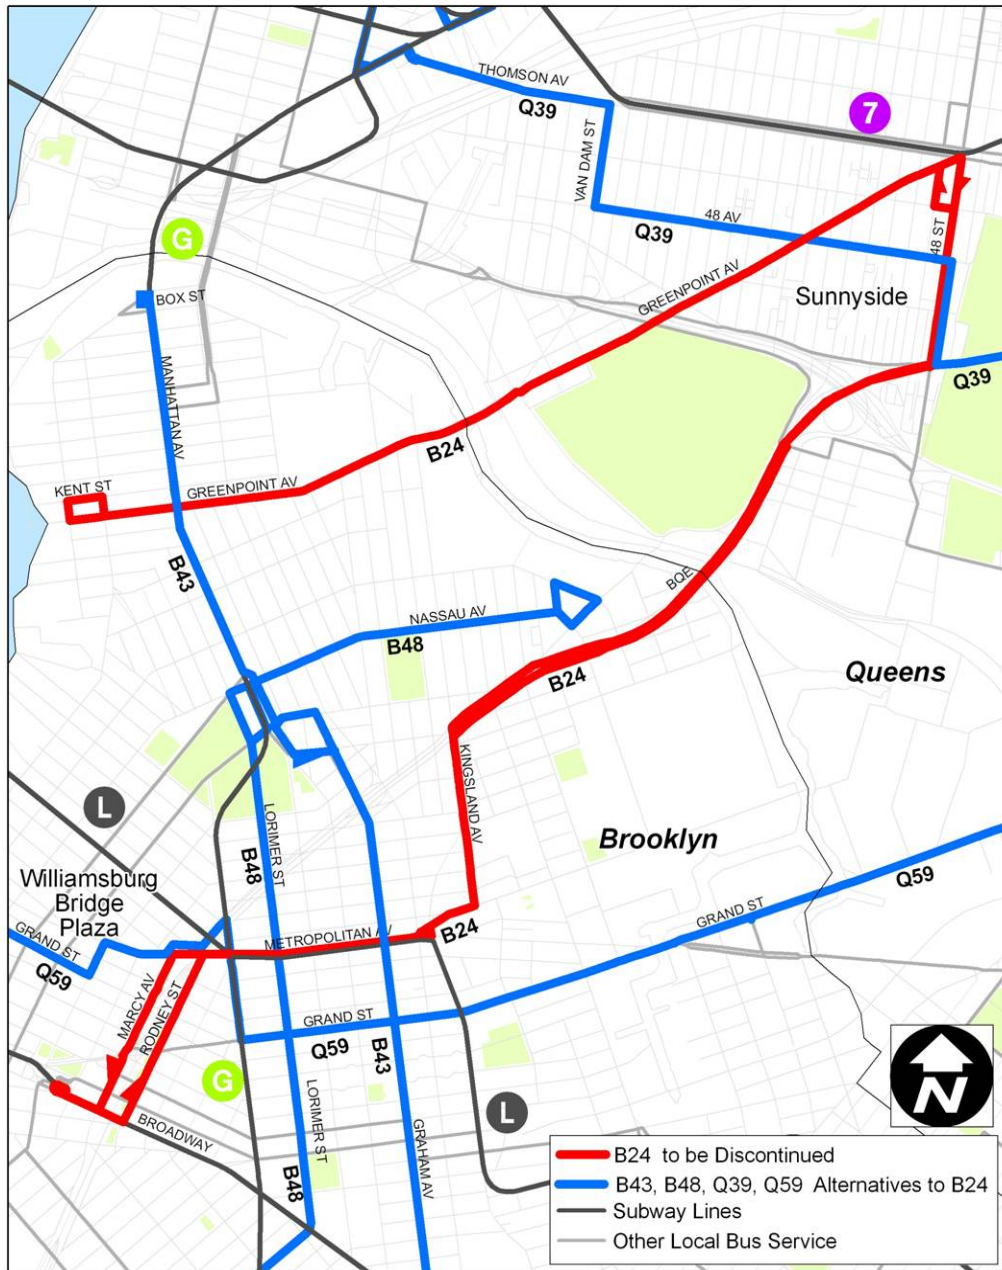 THOMSON AV
Q39
7
VAN DAM ST
48 AV
Q39
G
48 ST
GREENPOINT AV
BOX ST
Sunnyside
MANHATTAN AV
Q39
B24
KENT ST
GREENPOINT AV
B43
BQE
NASSAU AV
B48
B24
Queens
KINGSLAND AV
L
LORIMER ST
Brooklyn
B48
Q59
Williamsburg
Bridge
Plaza
GRAND ST
METROPOLITAN AV
B24
GRAND ST
Q59
MARCY AV
RODNEY ST
GRAND ST
Q59
B43
G
L
N
BROADWAY
LORIMER ST
GRAHAM AV
B48
B24 to be Discontinued
B43, B48, Q39, Q59 Alternatives to B24
Subway Lines
Other Local Bus Service